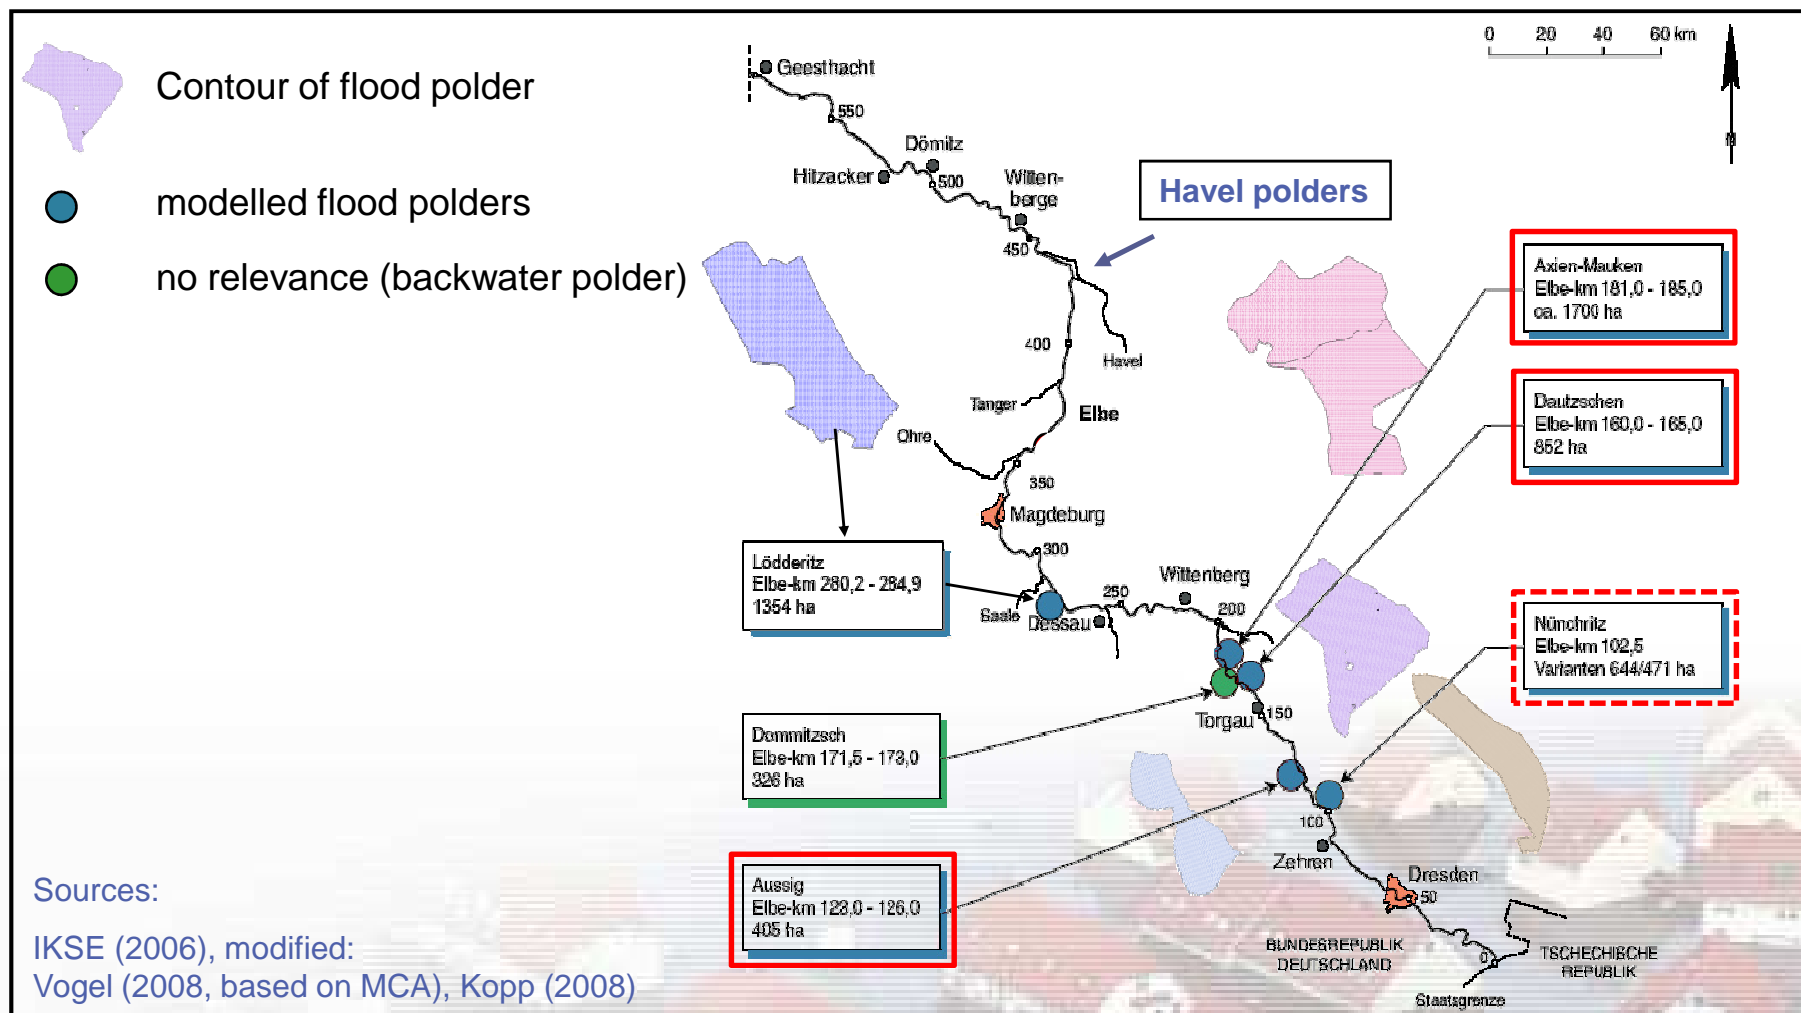 Contour of flood polder
modelled flood polders
no relevance (backwater polder)
0 20 40 60 km
N
Geesthacht
550
Dömitz
Hitzacker
500
Witten-
berge
450
Havel polders
400
Havel
Tanger
Elbe
Ohre
350
Magdeburg
300
Saale
Dessau
250
Wittenberg
200
Torgau
150
100
Zehren
Dresden
50
0
BUNDESREPUBLIK
DEUTSCHLAND
TSCHECHISCHE
REPUBLIK
Staatsgrenze
Axien-Mauken
Elbe-km 181,0 - 185,0
ca. 1700 ha
Dautzschen
Elbe-km 160,0 - 165,0
852 ha
Nünchritz
Elbe-km 102,5
Varianten 644/471 ha
Lödderitz
Elbe-km 280,2 - 284,9
1354 ha
Dommitzsch
Elbe-km 171,5 - 173,0
326 ha
Aussig
Elbe-km 123,0 - 126,0
405 ha
Sources:
IKSE (2006), modified:
Vogel (2008, based on MCA), Kopp (2008)